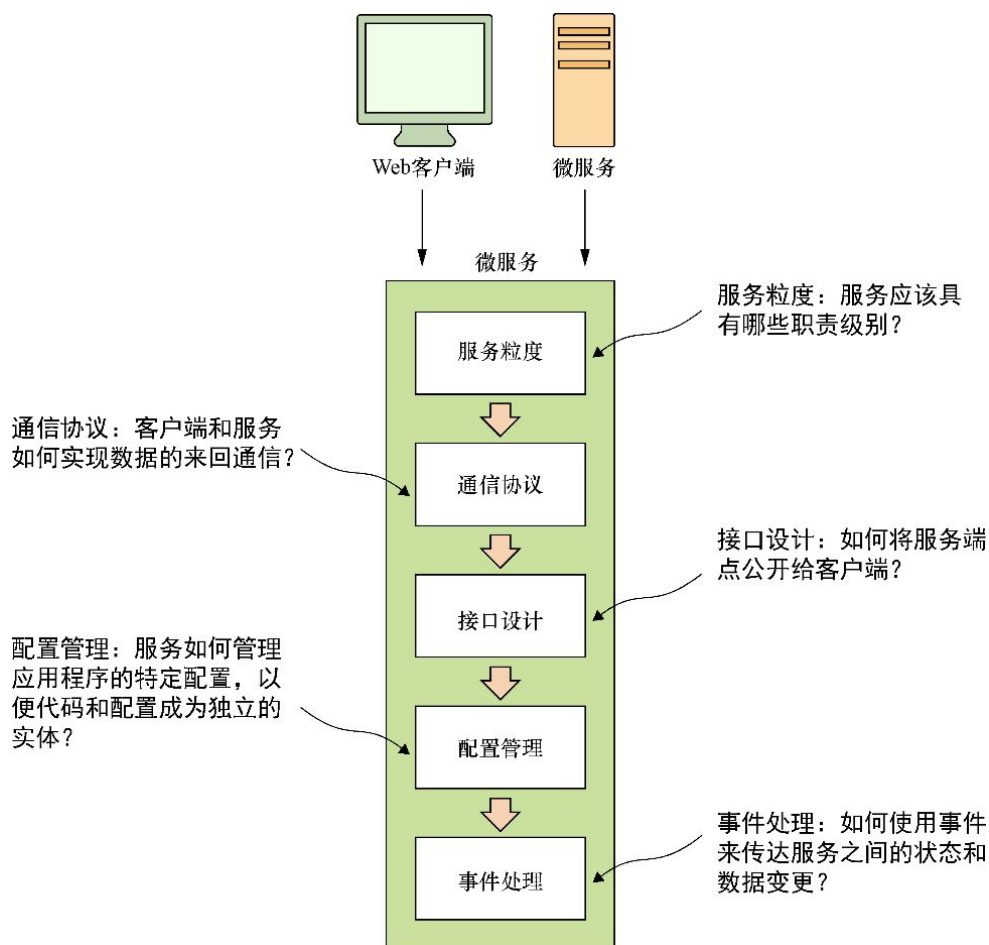 Web客户端
微服务
微服务
服务粒度：服务应该具
有哪些职责级别？
服务粒度
通信协议：客户端和服务
如何实现数据的来回通信？
通信协议
接口设计：如何将服务端
点公开给客户端？
接口设计
配置管理：服务如何管理
应用程序的特定配置，以
便代码和配置成为独立的
实体？
配置管理
事件处理：如何使用事件
来传达服务之间的状态和
数据变更？
事件处理